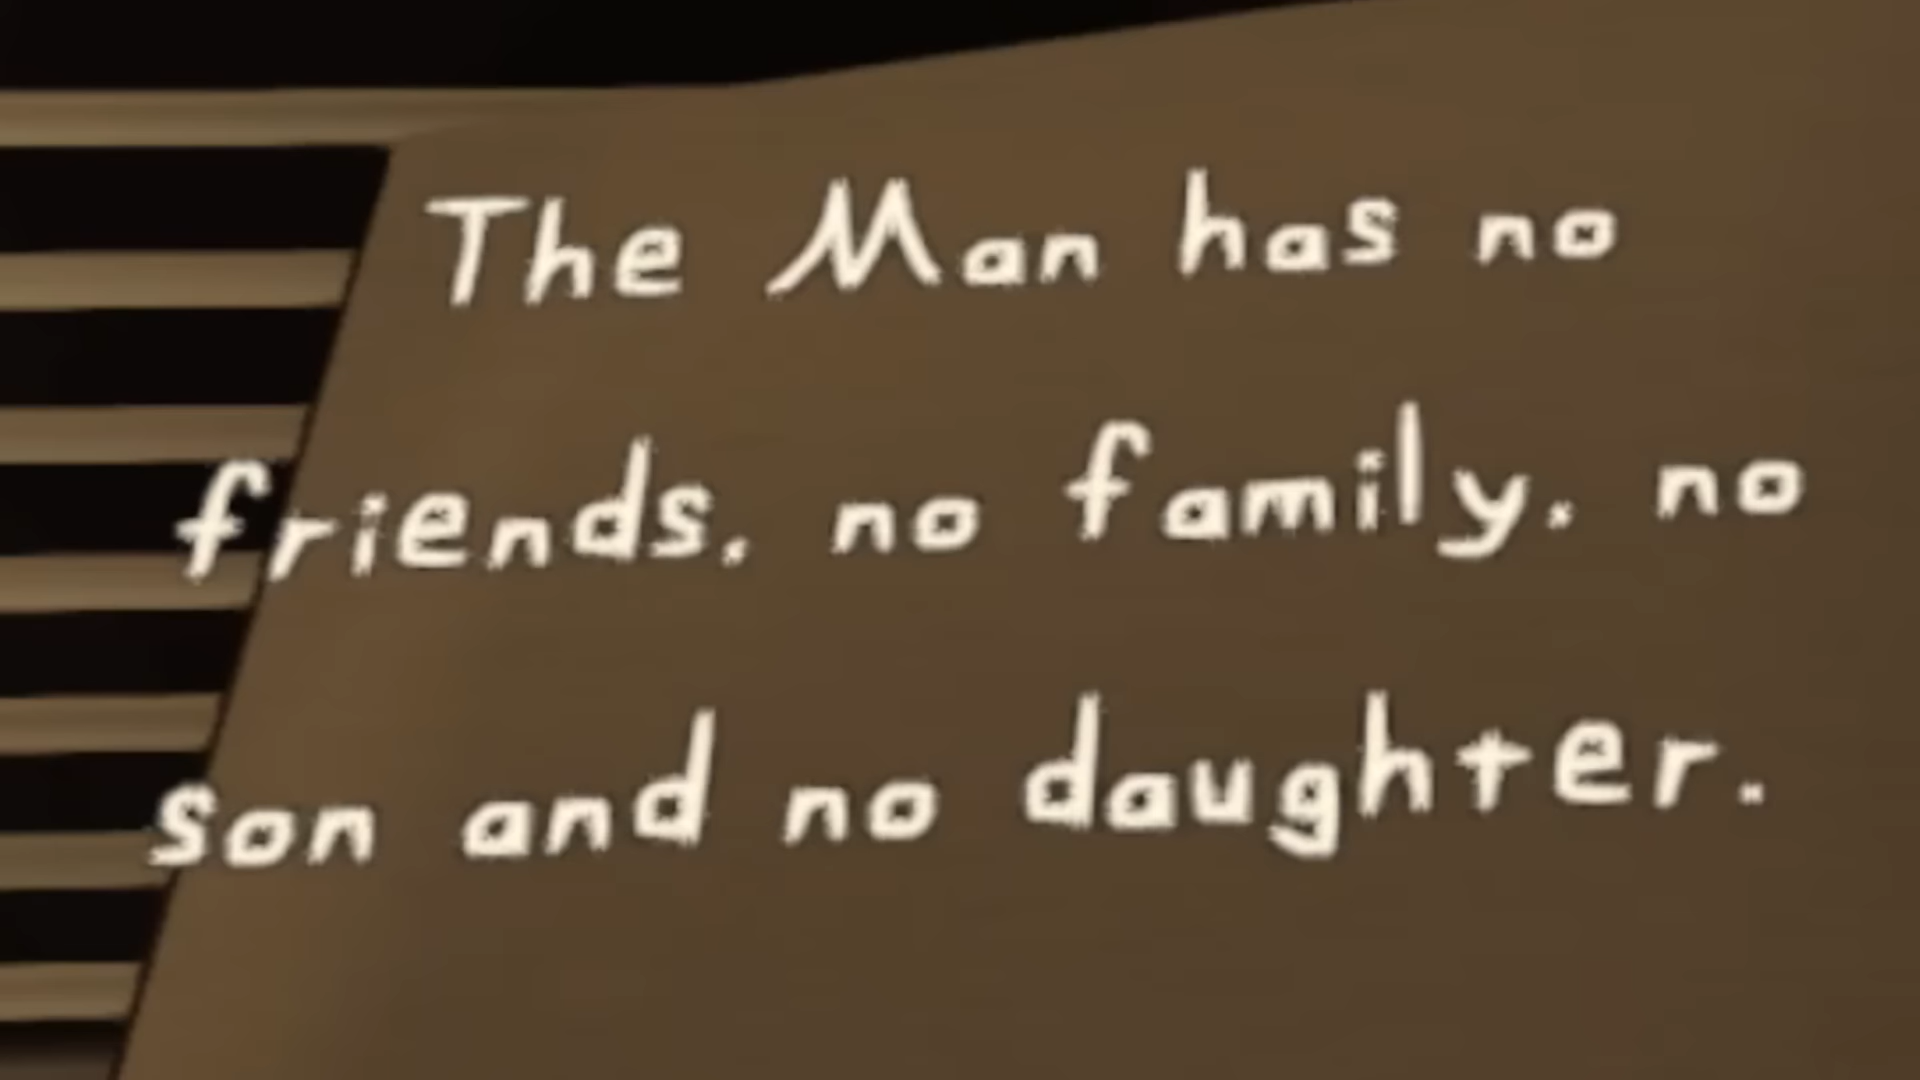 The Man has no
friends. no family. no
son and no daughter.